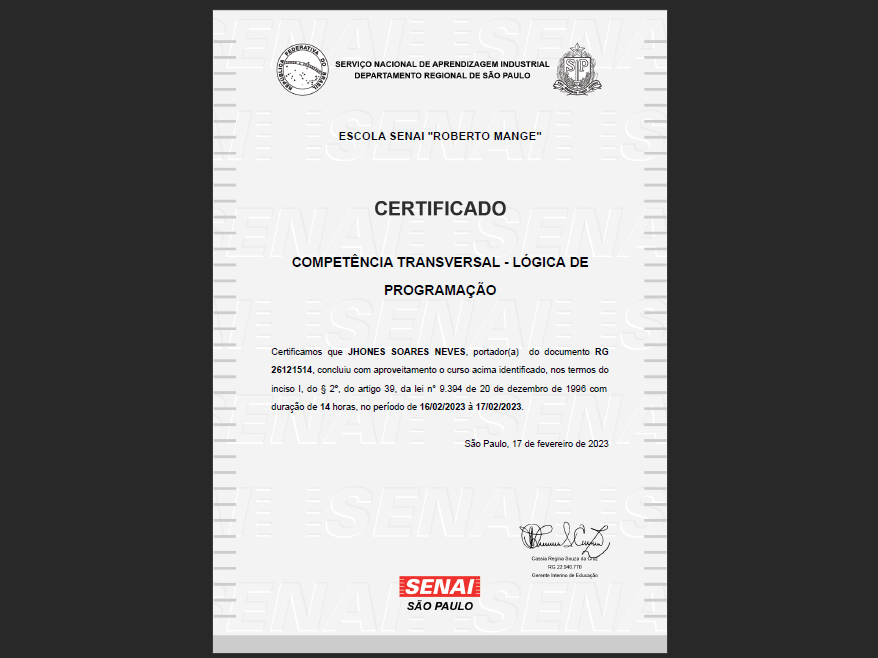 REPÚBLICA FEDERATIVA DO BRASIL
SP
SERVIÇO NACIONAL DE APRENDIZAGEM INDUSTRIAL
DEPARTAMENTO REGIONAL DE SÃO PAULO
ESCOLA SENAI "ROBERTO MANGE"
CERTIFICADO
COMPETÊNCIA TRANSVERSAL - LÓGICA DE
PROGRAMAÇÃO
Certificamos que JHONES SOARES NEVES, portador(a) do documento RG
26121514, concluiu com aproveitamento o curso acima identificado, nos termos do
inciso I, do § 2º, do artigo 39, da lei n° 9.394 de 20 de dezembro de 1996 com
duração de 14 horas, no período de 16/02/2023 à 17/02/2023.
São Paulo, 17 de fevereiro de 2023
Cassia Regina Souza da Cruz
RG 22.940.770
Gerente Interino de Educação
SENAI
SÃO PAULO